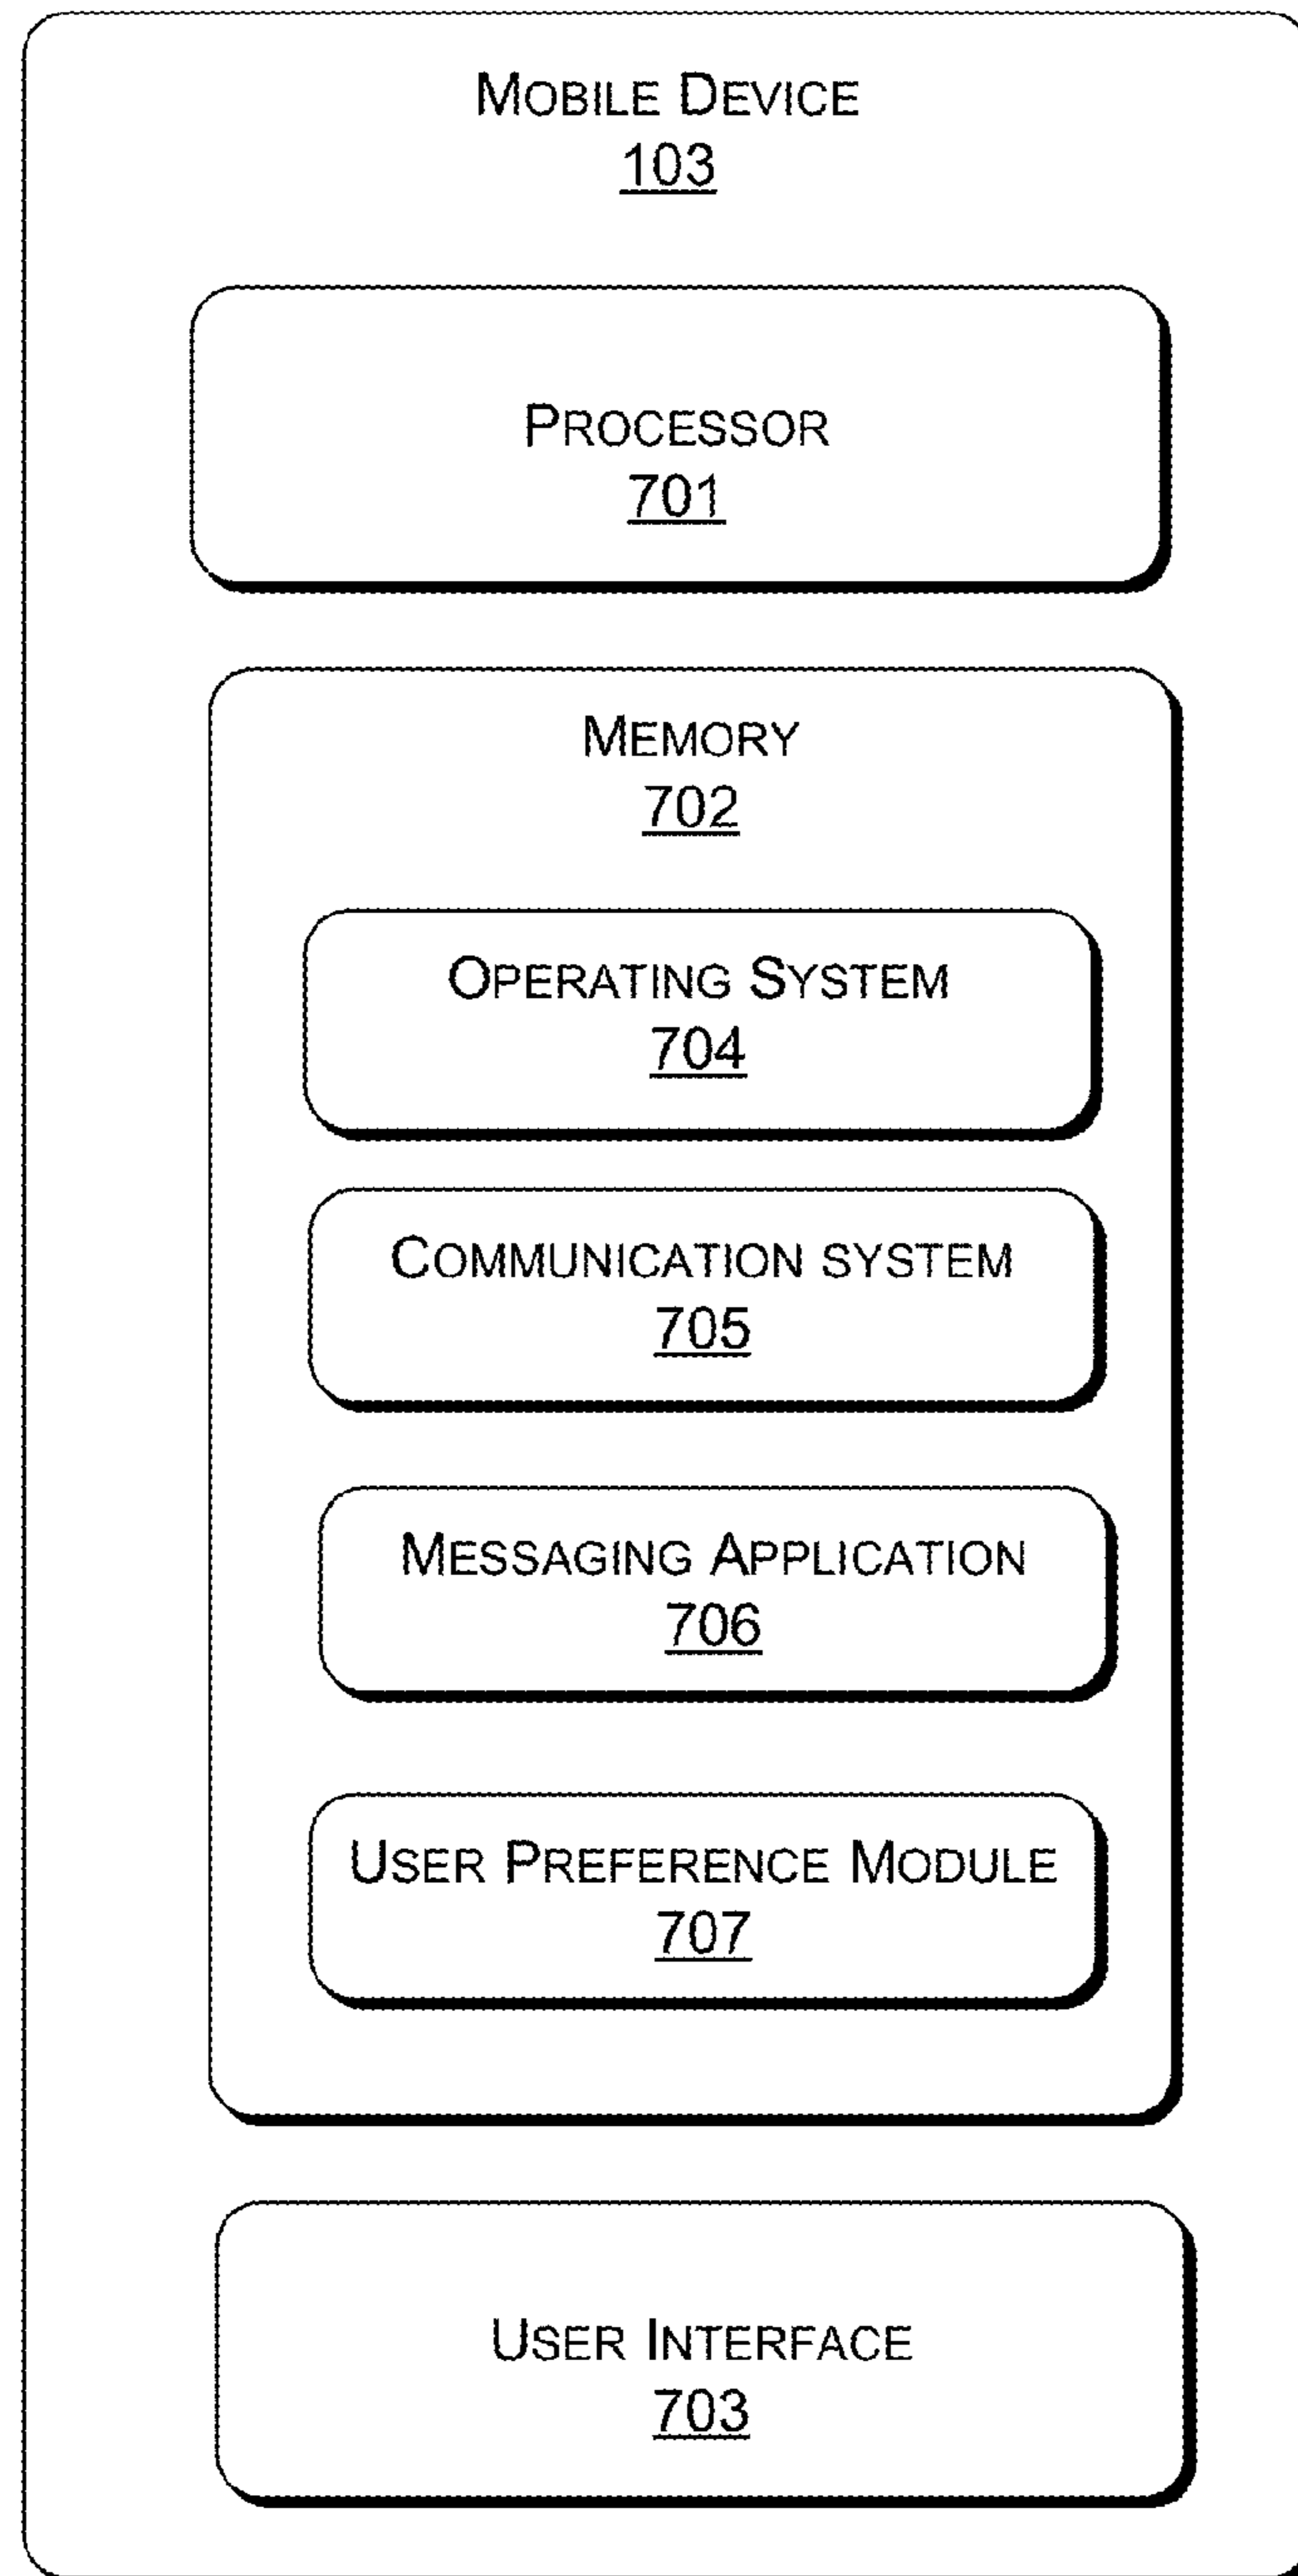 MOBILE DEVICE
103
PROCESSOR
701
MEMORY
702
OPERATING SYSTEM
704
COMMUNICATION SYSTEM
705
MESSAGING APPLICATION
706
USER PREFERENCE MODULE
707
USER INTERFACE
703